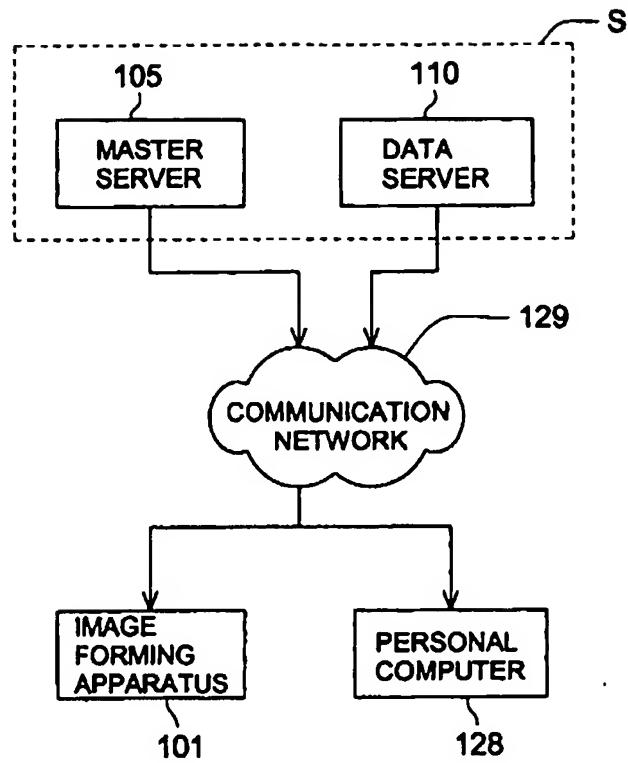 S
105
110
MASTER
SERVER
DATA
SERVER
129
COMMUNICATION
NETWORK
IMAGE
FORMING
APPARATUS
PERSONAL
COMPUTER
101
128